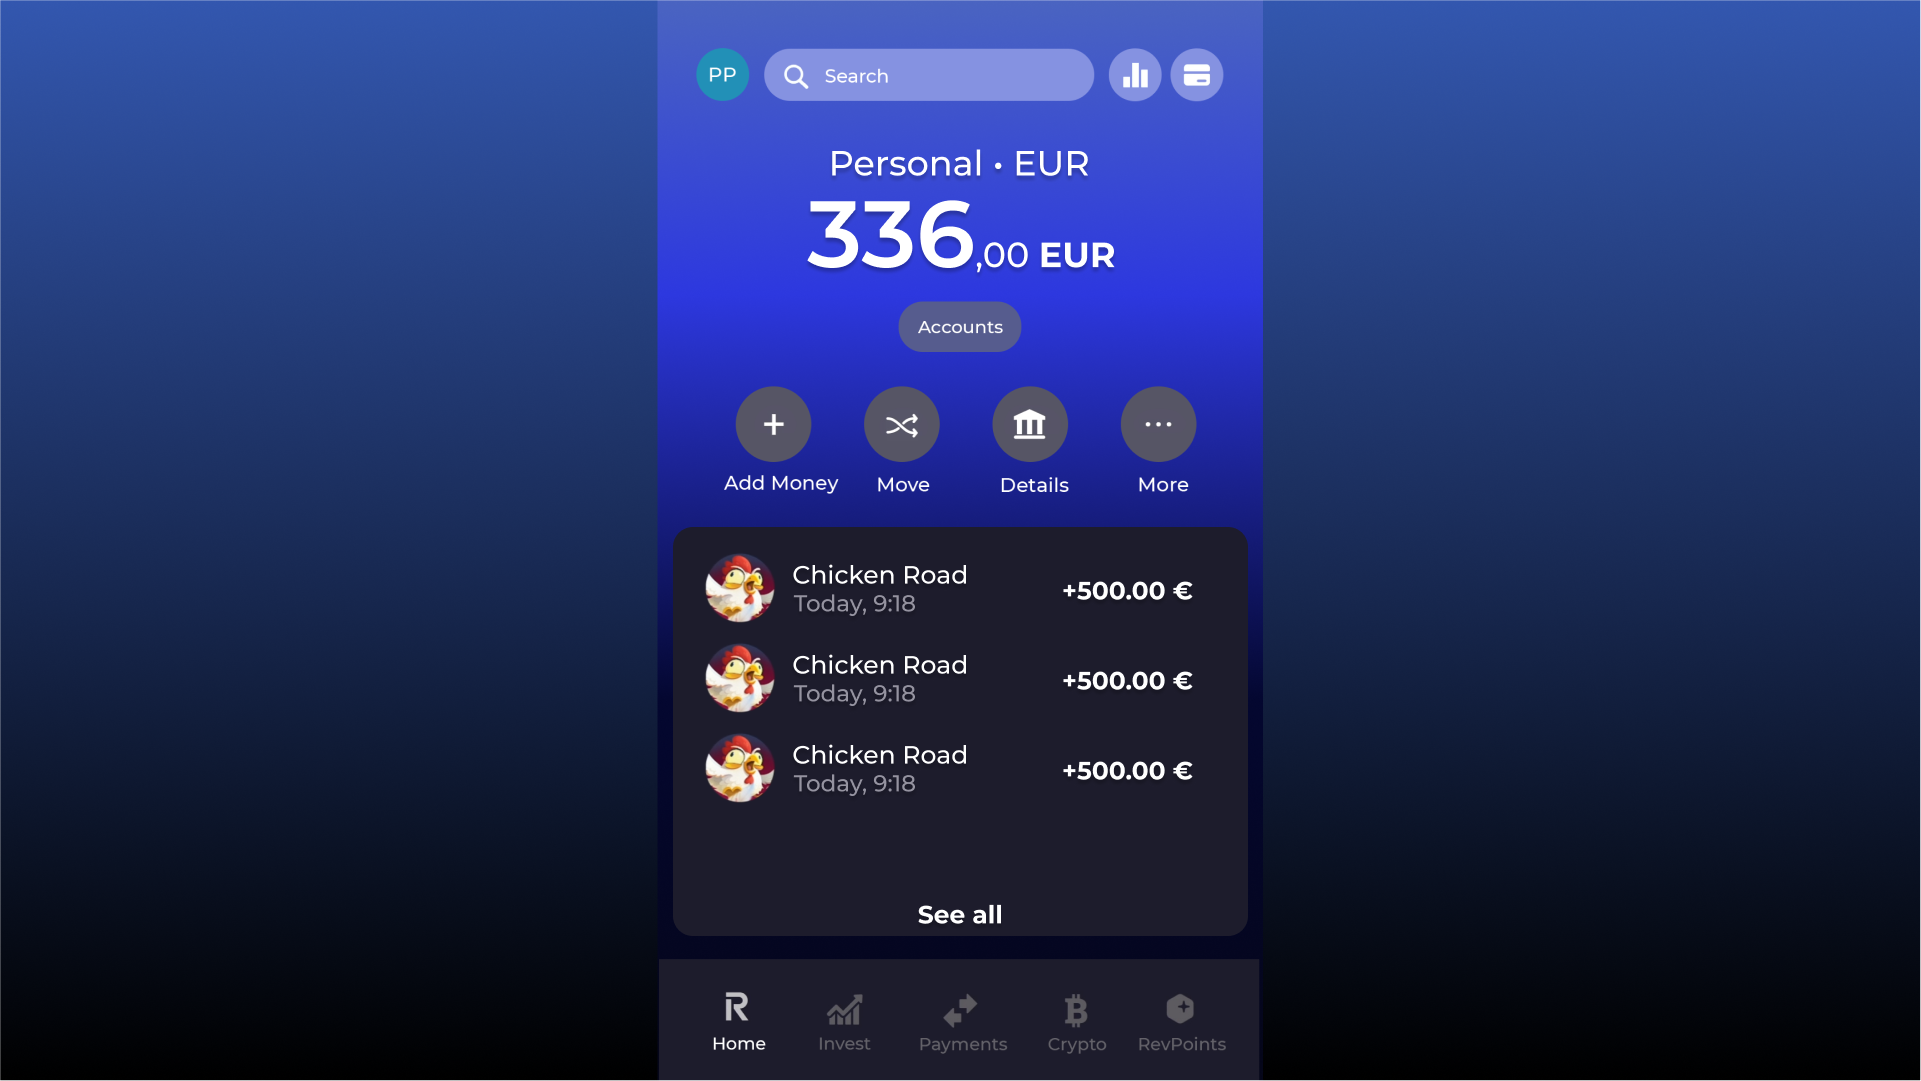 PP
Search
Personal • EUR
336,00 EUR
Accounts
Add Money
Move
Details
More
Chicken Road
Today, 9:18
+500.00 €
Chicken Road
Today, 9:18
+500.00 €
Chicken Road
Today, 9:18
+500.00 €
See all
Home
Invest
Payments
Crypto
RevPoints